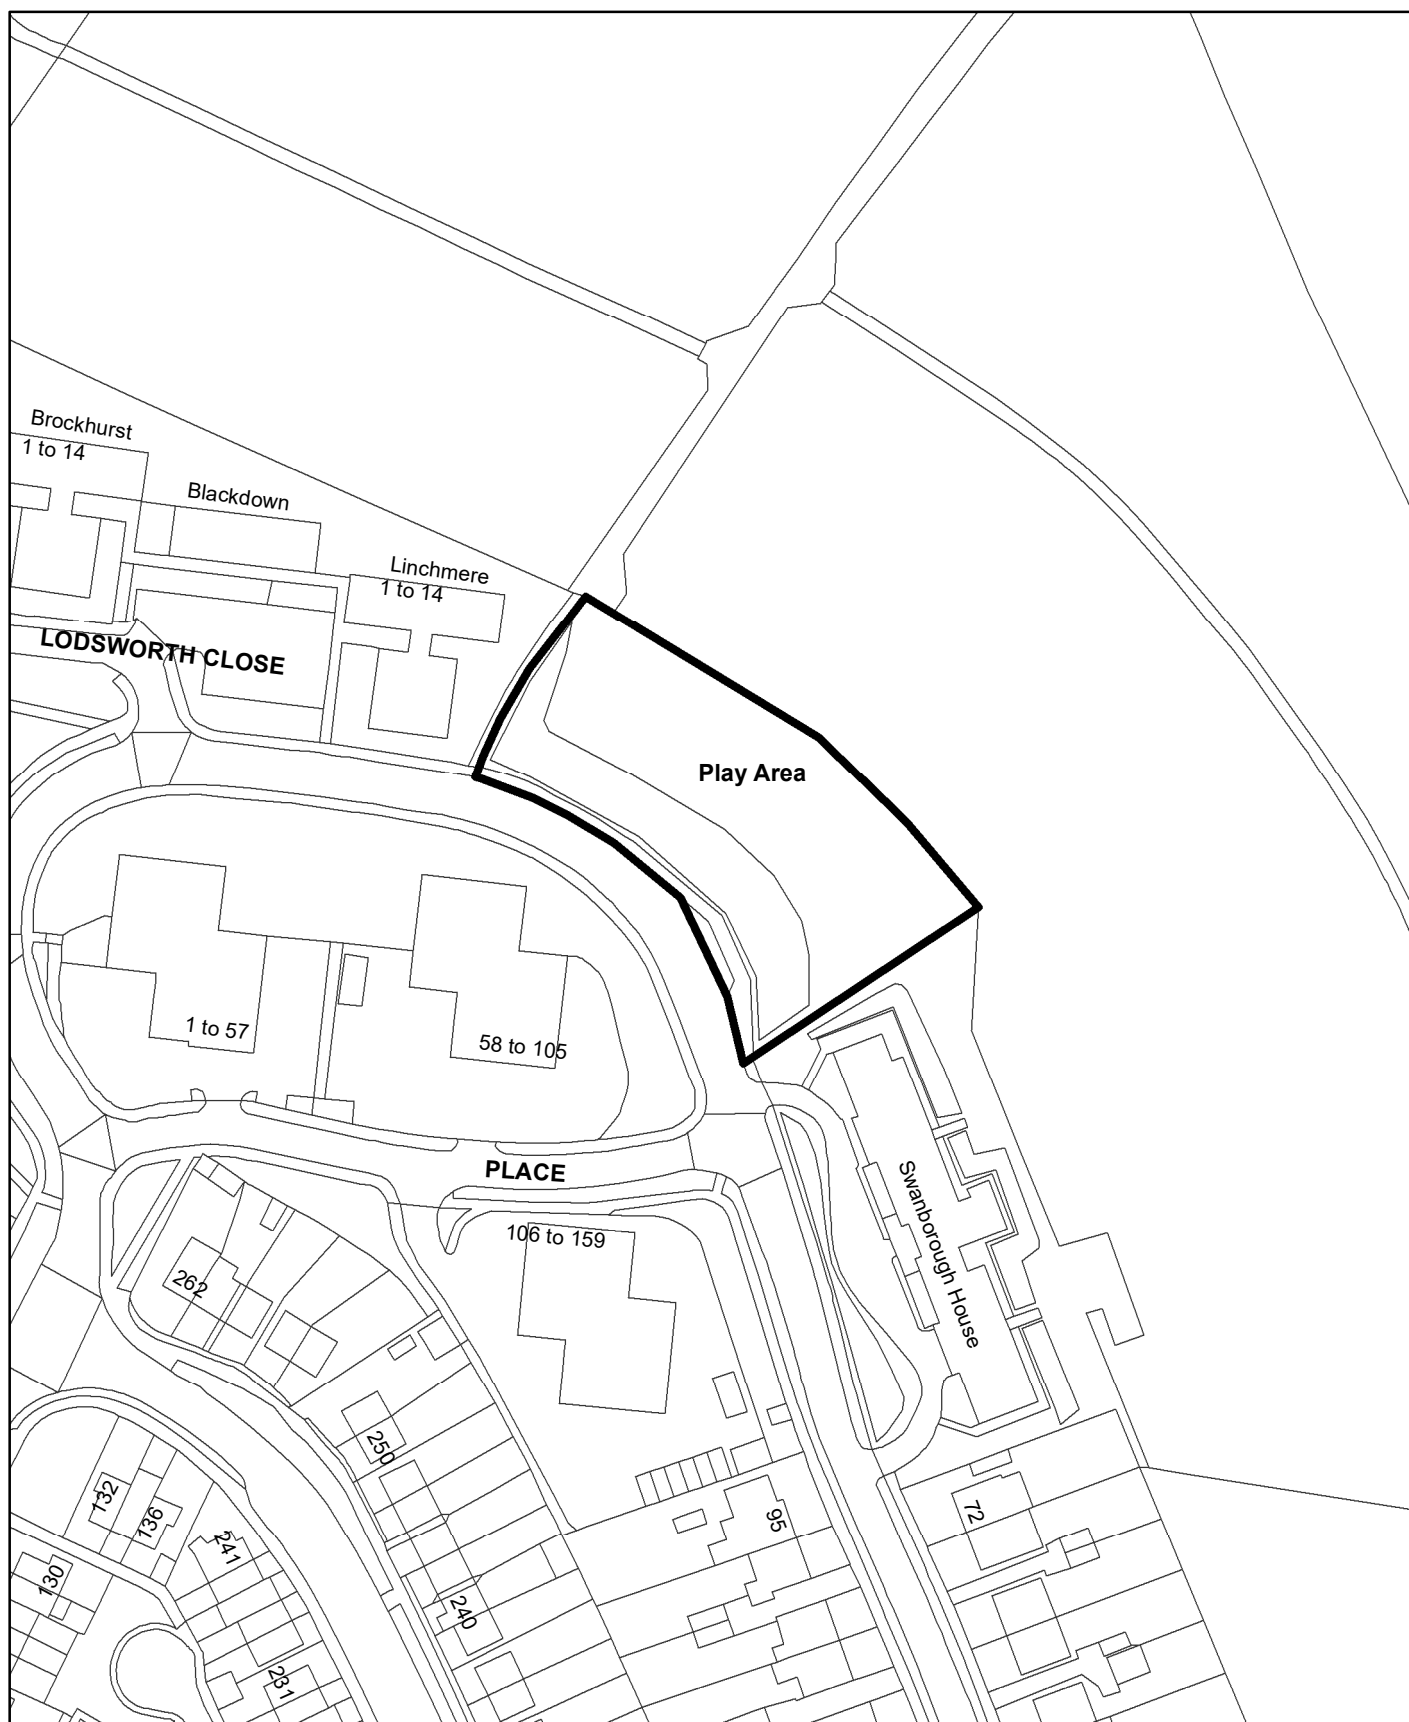 Brockhurst
1 to 14
Blackdown
Linchmere
1 to 14
LODSWORTH CLOSE
Play Area
1 to 57
58 to 105
PLACE
Swanborough House
106 to 159
262
250
132
136
241
95
72
130
240
231